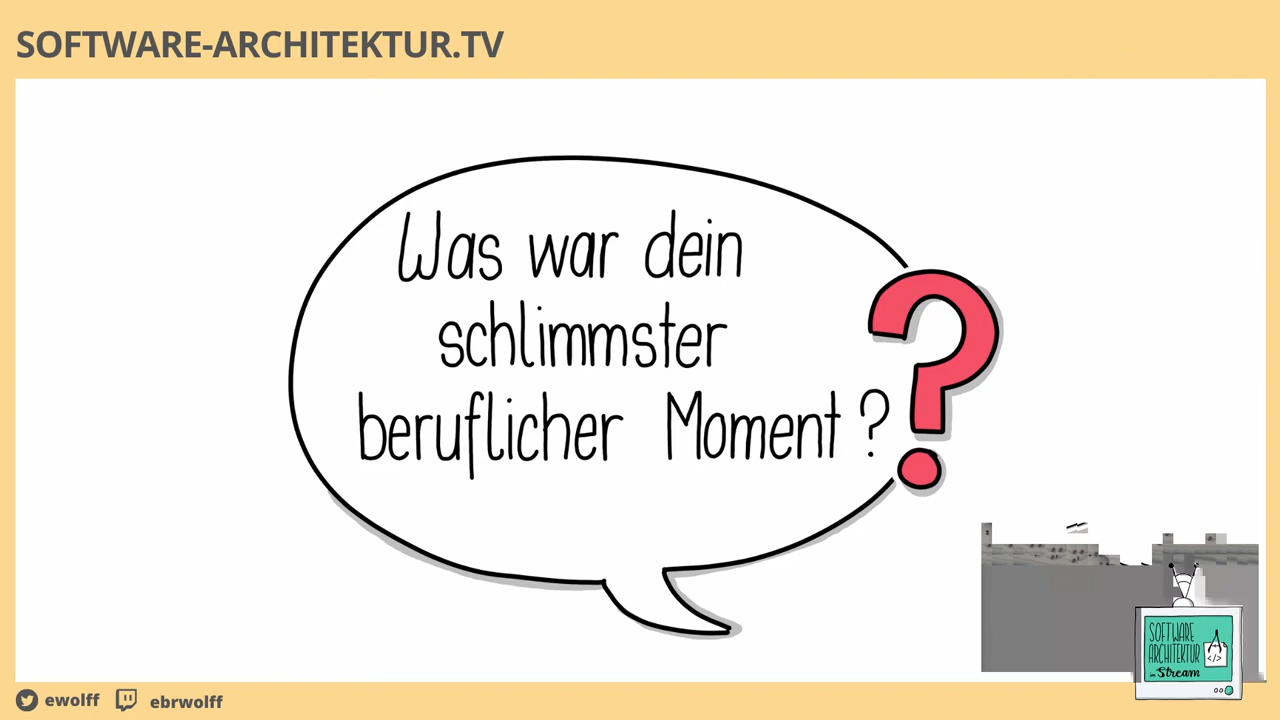 SOFTWARE-ARCHITEKTUR.TV
Was war dein
schlimmster
beruflicher Moment ?
?
SOFTWARE
ARCHITEKTUR
im Stream
</>
ewolff
ebrwolff